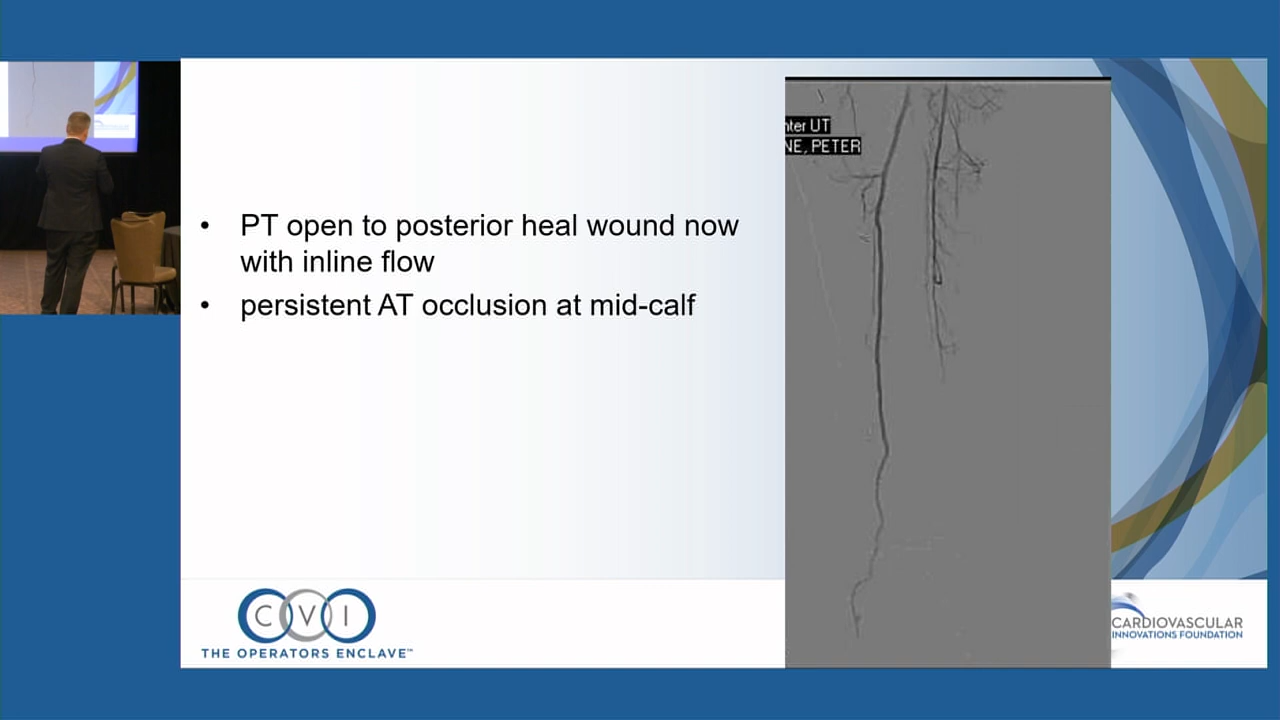 nter UT
NE, PETER
• PT open to posterior heal wound now
with inline flow
• persistent AT occlusion at mid-calf
CVI
THE OPERATORS ENCLAVE™
CARDIOVASCULAR
INNOVATIONS FOUNDATION